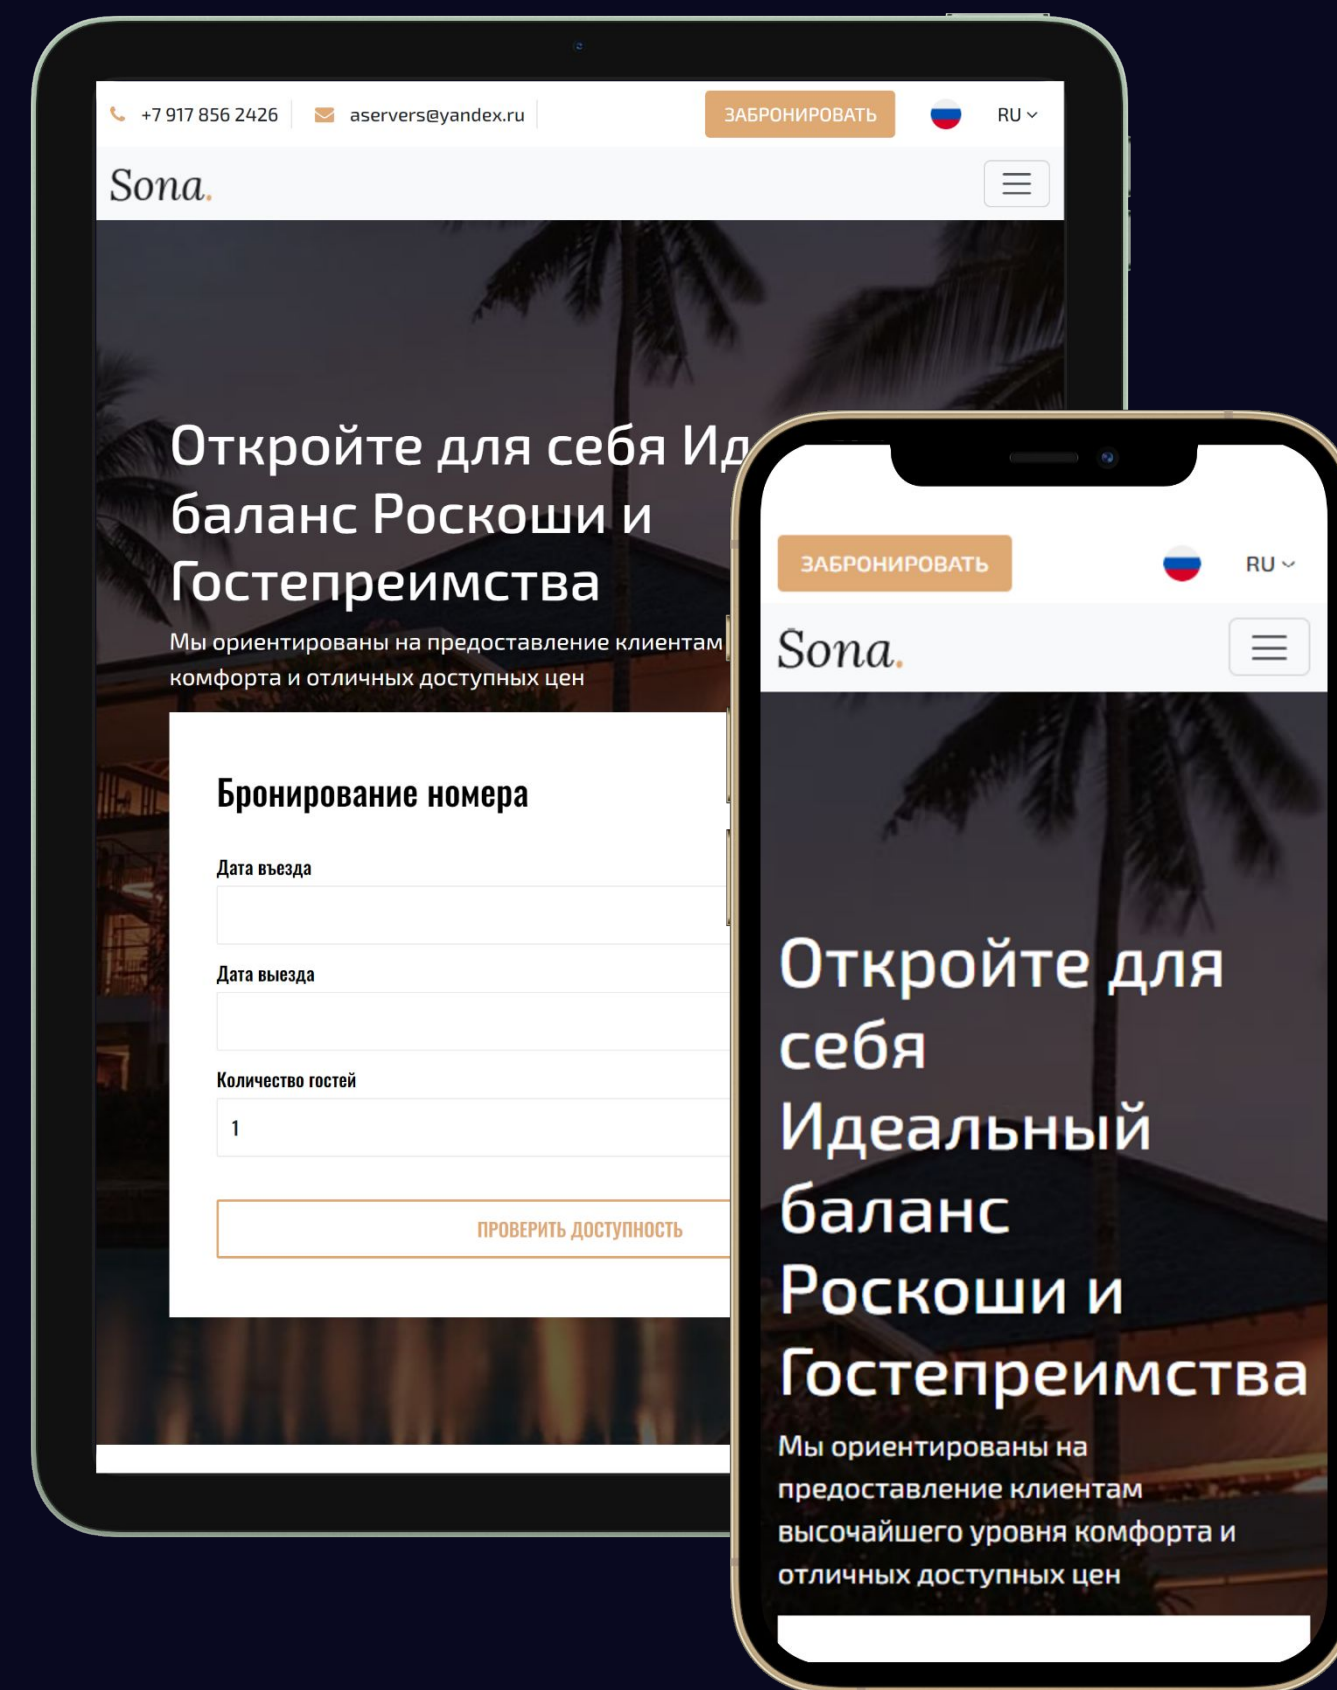 +7 917 856 2426
aservers@yandex.ru
ЗАБРОНИРОВАТЬ
RU
Sona.
Откройте для себя Ид
баланс Роскоши и
Гостепреимства
Мы ориентированы на предоставление клиентам
комфорта и отличных доступных цен
Бронирование номера
Дата въезда
Дата выезда
Количество гостей
1
ПРОВЕРИТЬ ДОСТУПНОСТЬ
ЗАБРОНИРОВАТЬ
RU
Sona.
Откройте для
себя
Идеальный
баланс
Роскоши и
Гостепреимства
Мы ориентированы на
предоставление клиентам
высочайшего уровня комфорта и
отличных доступных цен